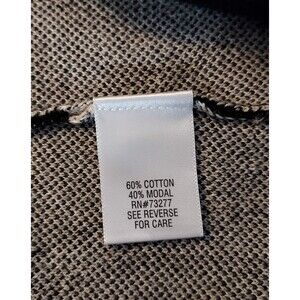 60% COTTON
40% MODAL
RN#73277
SEE REVERSE
FOR CARE